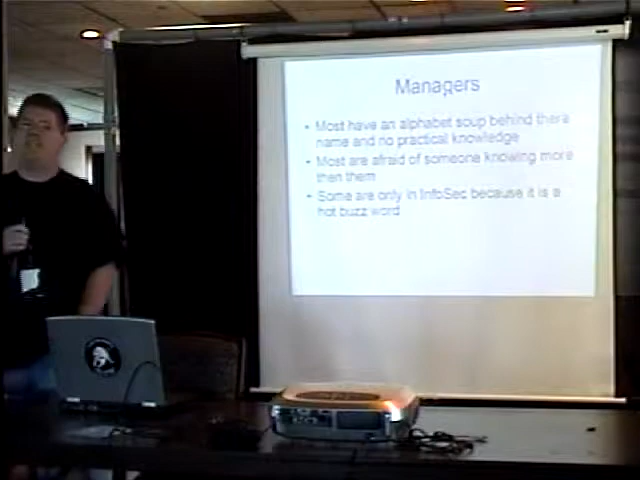 Managers
• Most have an alphabet soup behind there
name and no practical knowledge
• Most are afraid of someone knowing more
then them
• Some are only in InfoSec because it is a
hot buzz word